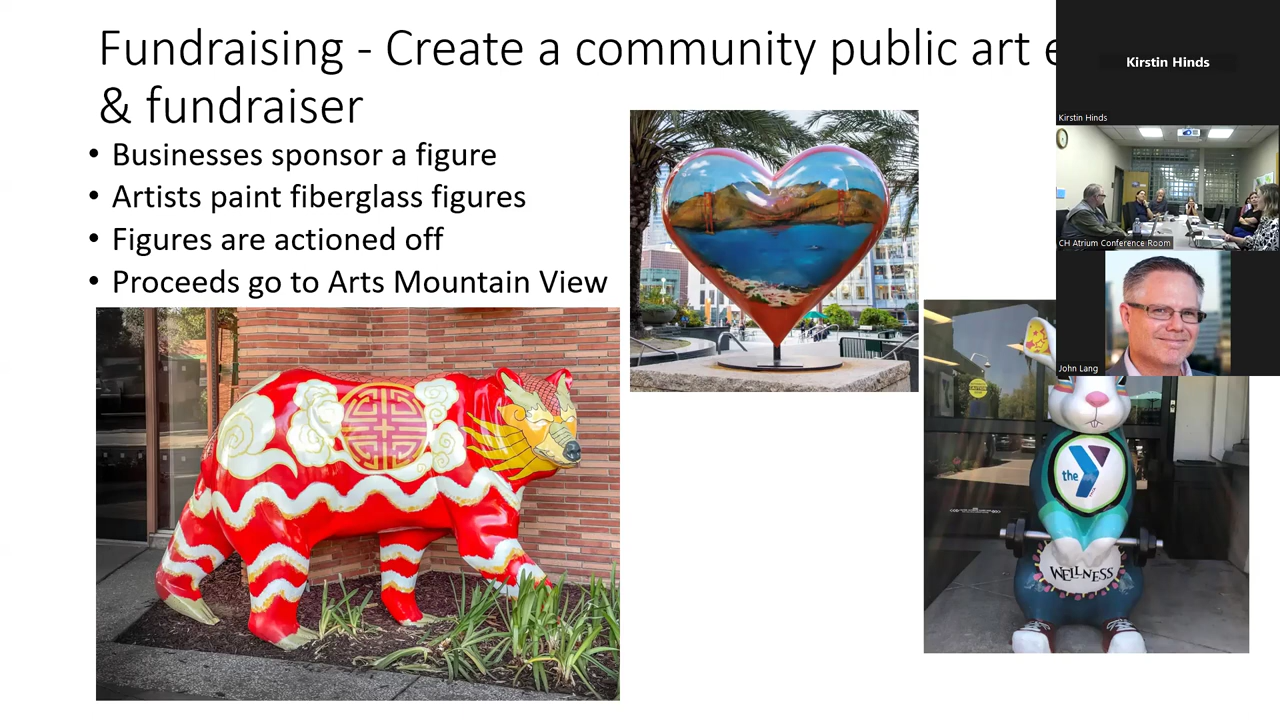 Fundraising - Create a community public art
& fundraiser
• Businesses sponsor a figure
• Artists paint fiberglass figures
• Figures are actioned off
• Proceeds go to Arts Mountain View
Kirstin Hinds
Kirstin Hinds
CH Atrium Conference Room
John Lang
the Y
WELLNESS